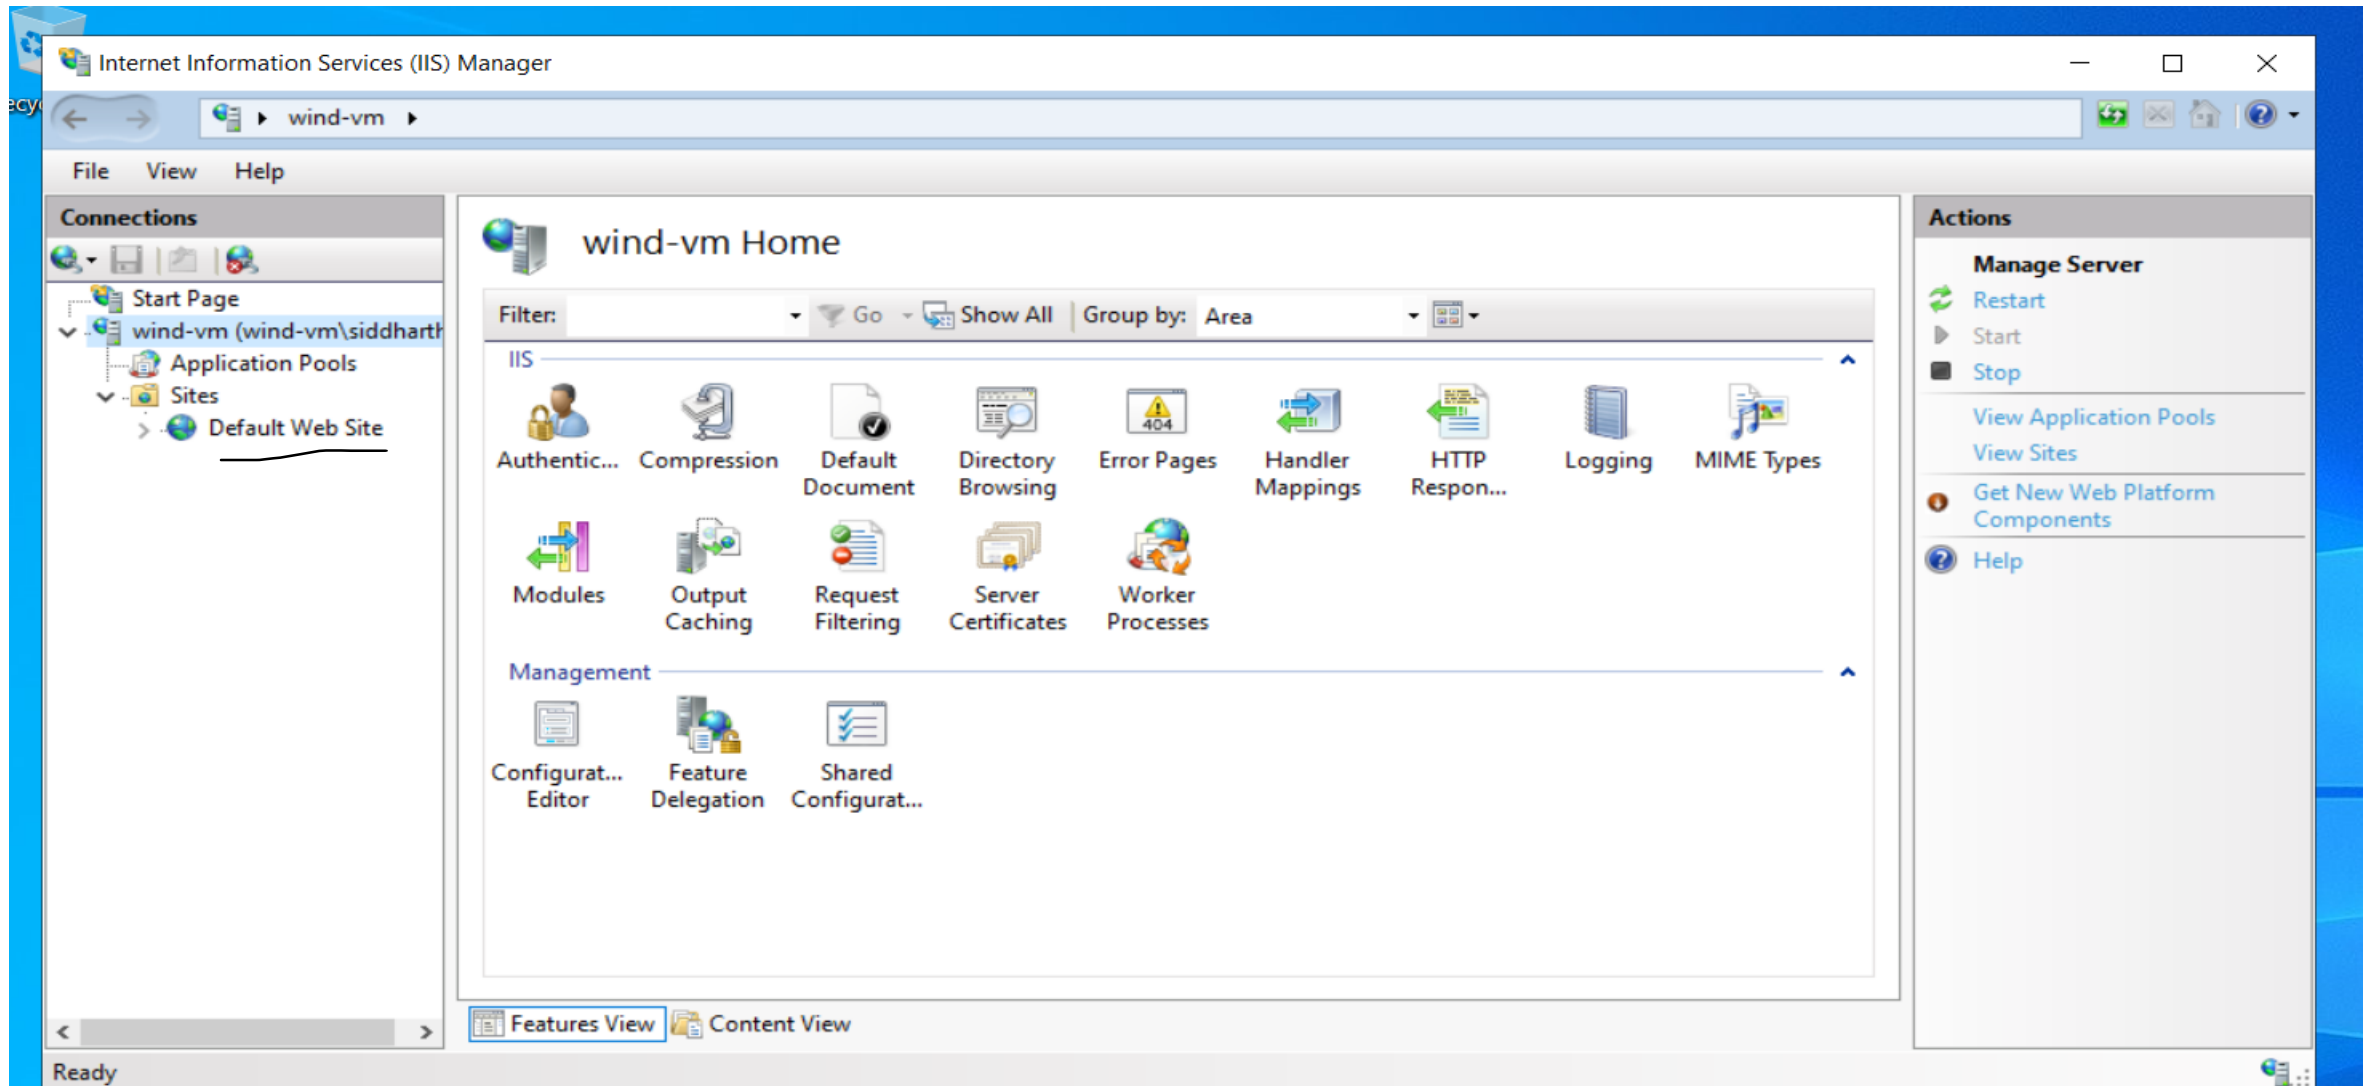 Internet Information Services (IIS) Manager
wind-vm
File View Help
Connections
Start Page
wind-vm (wind-vm\siddharth
Application Pools
Sites
Default Web Site
wind-vm Home
Filter: Go Show All Group by: Area
IIS
Authentic... Compression Default Document Directory Browsing Error Pages Handler Mappings HTTP Respon... Logging MIME Types
Modules Output Caching Request Filtering Server Certificates Worker Processes
Management
Configurat... Editor Feature Delegation Shared Configurat...
Features View Content View
Actions
Manage Server
Restart
Start
Stop
View Application Pools
View Sites
Get New Web Platform
Components
Help
Ready